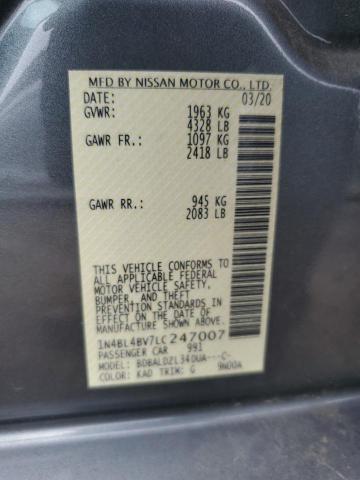 MFD BY NISSAN MOTOR CO., LTD.
DATE: 03/20
GVWR: 1963 KG
4328 LB
GAWR FR.: 1097 KG
2418 LB
GAWR RR.: 945 KG
2083 LB
THIS VEHICLE CONFORMS TO
ALL APPLICABLE FEDERAL
MOTOR VEHICLE SAFETY,
BUMPER, AND THEFT
PREVENTION STANDARDS IN
EFFECT ON THE DATE OF
MANUFACTURE SHOWN ABOVE.
1N4BL4BV7LC247007
PASSENGER CAR 991
MODEL: BDBALDZL34DUA---C-
COLOR: KAD TRIM: G 9N00A